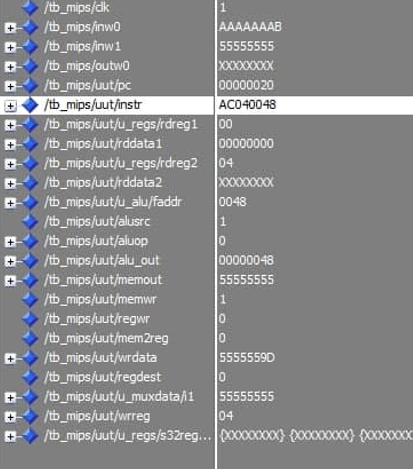 /tb_mips/clk 1
/tb_mips/inw0 AAAAAAAB
/tb_mips/inw1 55555555
/tb_mips/outw0 XXXXXXXX
/tb_mips/uut/pc 00000020
/tb_mips/uut/instr AC040048
/tb_mips/uut/u_regs/rdreg1 00
/tb_mips/uut/rddata1 00000000
/tb_mips/uut/u_regs/rdreg2 04
/tb_mips/uut/rddata2 XXXXXXXX
/tb_mips/uut/u_alu/faddr 0048
/tb_mips/uut/alusrc 1
/tb_mips/uut/aluop 0
/tb_mips/uut/alu_out 00000048
/tb_mips/uut/memout 55555555
/tb_mips/uut/memwr 1
/tb_mips/uut/regwr 0
/tb_mips/uut/mem2reg 0
/tb_mips/uut/wrdata 5555559D
/tb_mips/uut/regdest 0
/tb_mips/uut/u_muxdata/i1 55555555
/tb_mips/uut/wrreg 04
/tb_mips/uut/u_regs/s32reg... {XXXXXXXX} {XXXXXXXX} {XXXXXXX